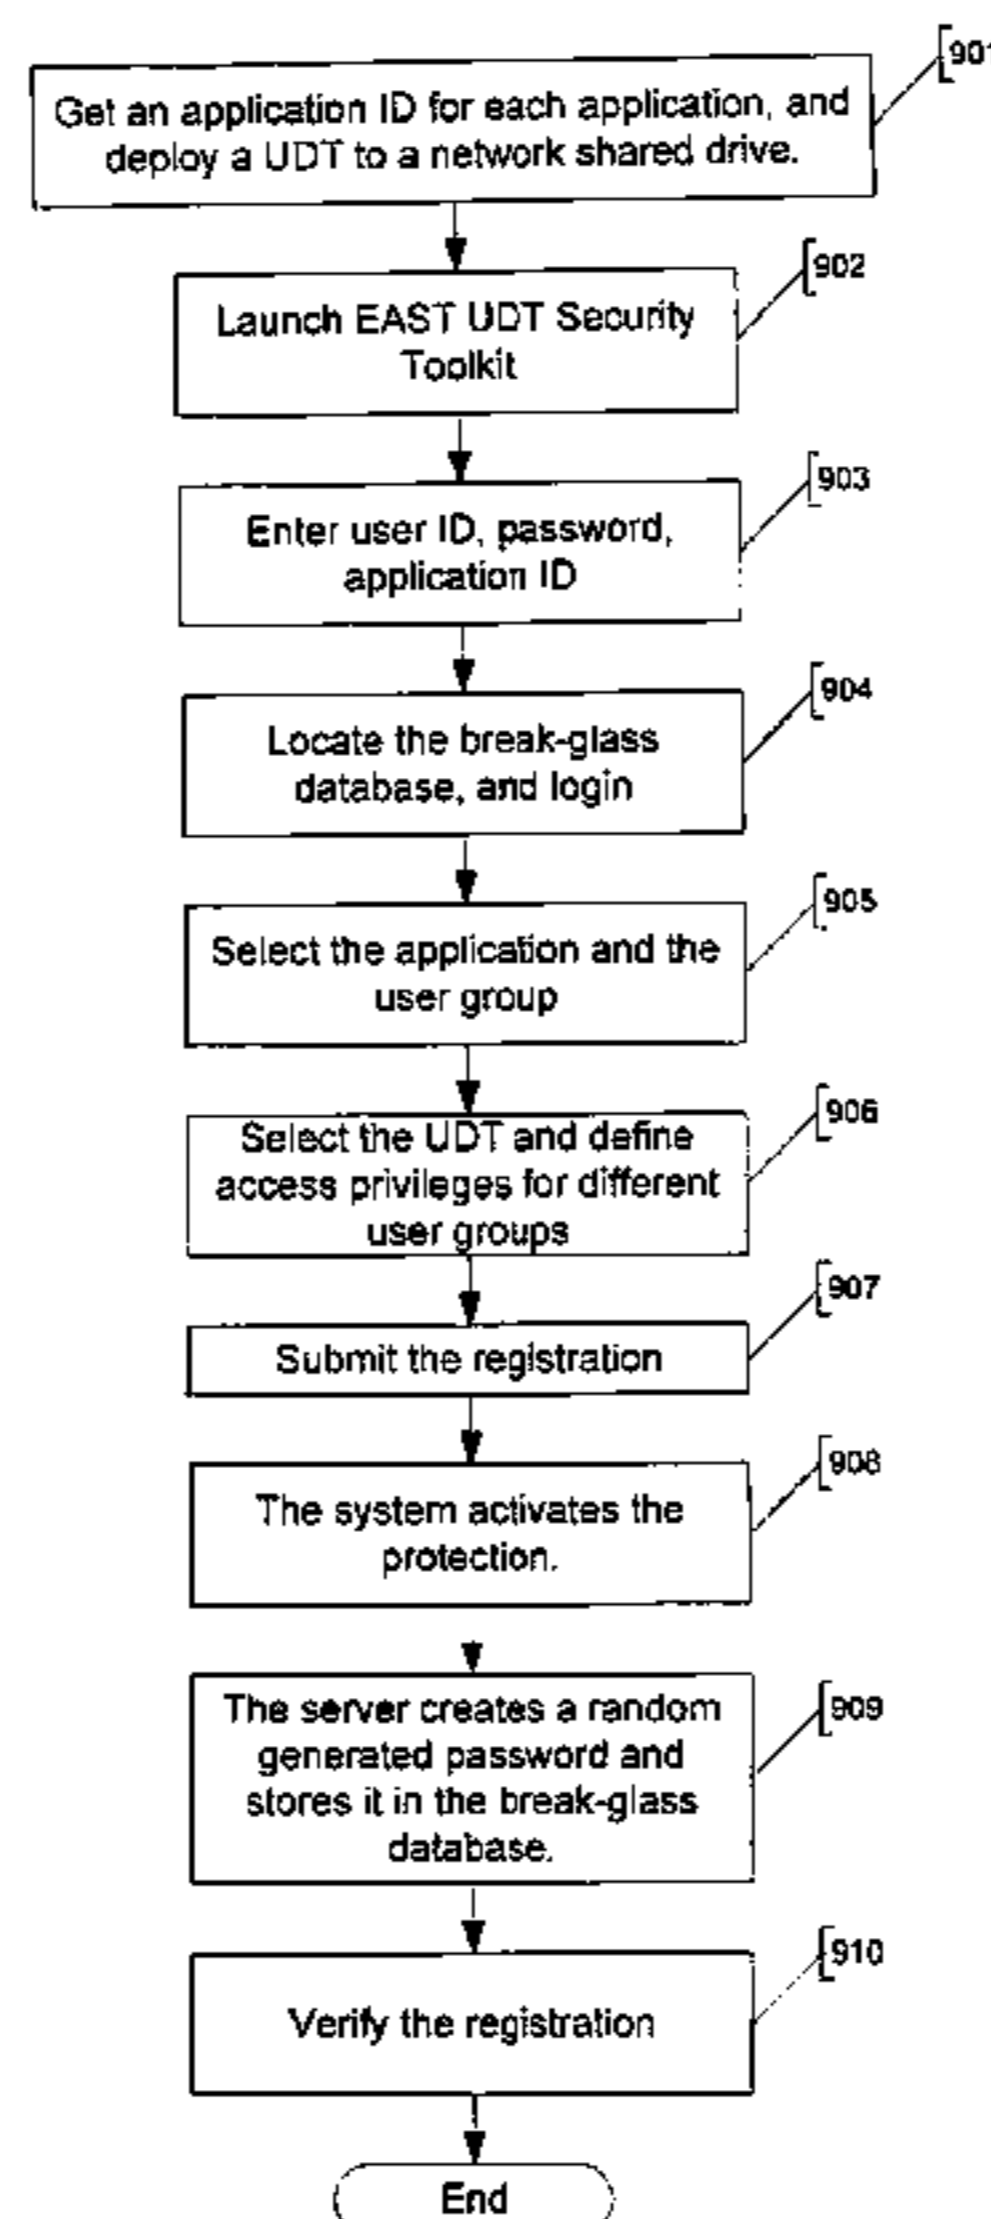 901
Get an application ID for each application, and
deploy a UDT to a network shared drive.
902
Launch EAST UDT Security
Toolkit
903
Enter user ID, password,
application ID
904
Locate the break-glass
database, and login
905
Select the application and the
user group
906
Select the UDT and define
access privileges for different
user groups
907
Submit the registration
908
The system activates the
protection.
909
The server creates a random
generated password and
stores it in the break-glass
database.
910
Verify the registration
End